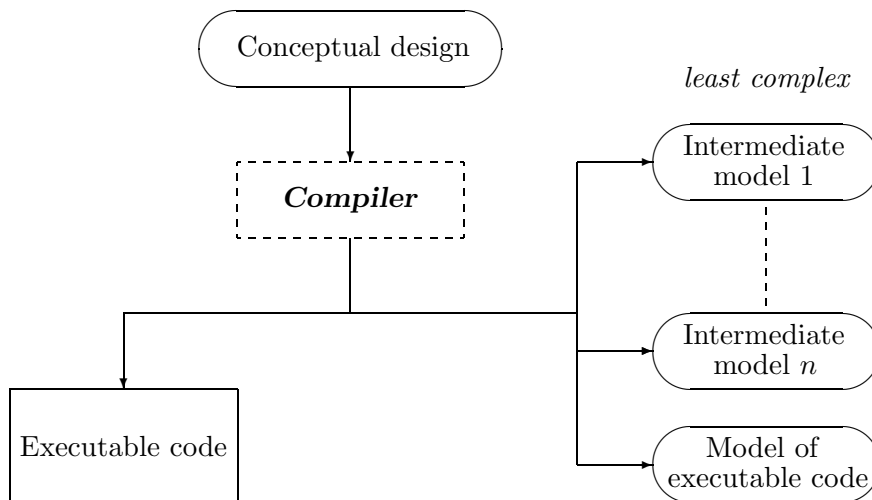 Conceptual design
least complex
Intermediate
model 1
Compiler
Intermediate
model n
Executable code
Model of
executable code